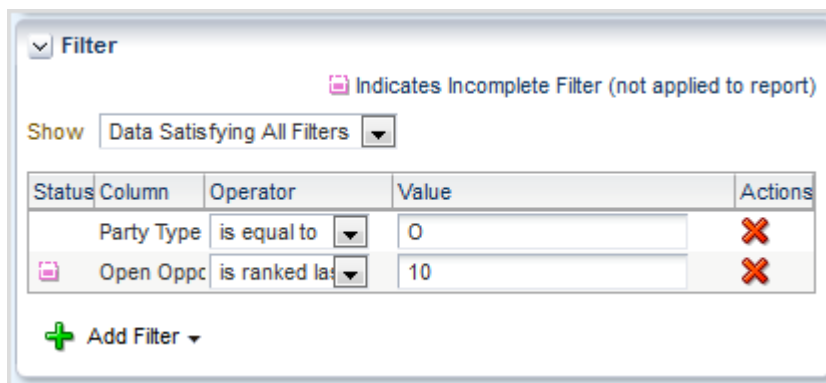 Filter
Indicates Incomplete Filter (not applied to report)
Show Data Satisfying All Filters
Status Column Operator Value Actions
Party Type is equal to O
Open Oppo is ranked las 10
Add Filter